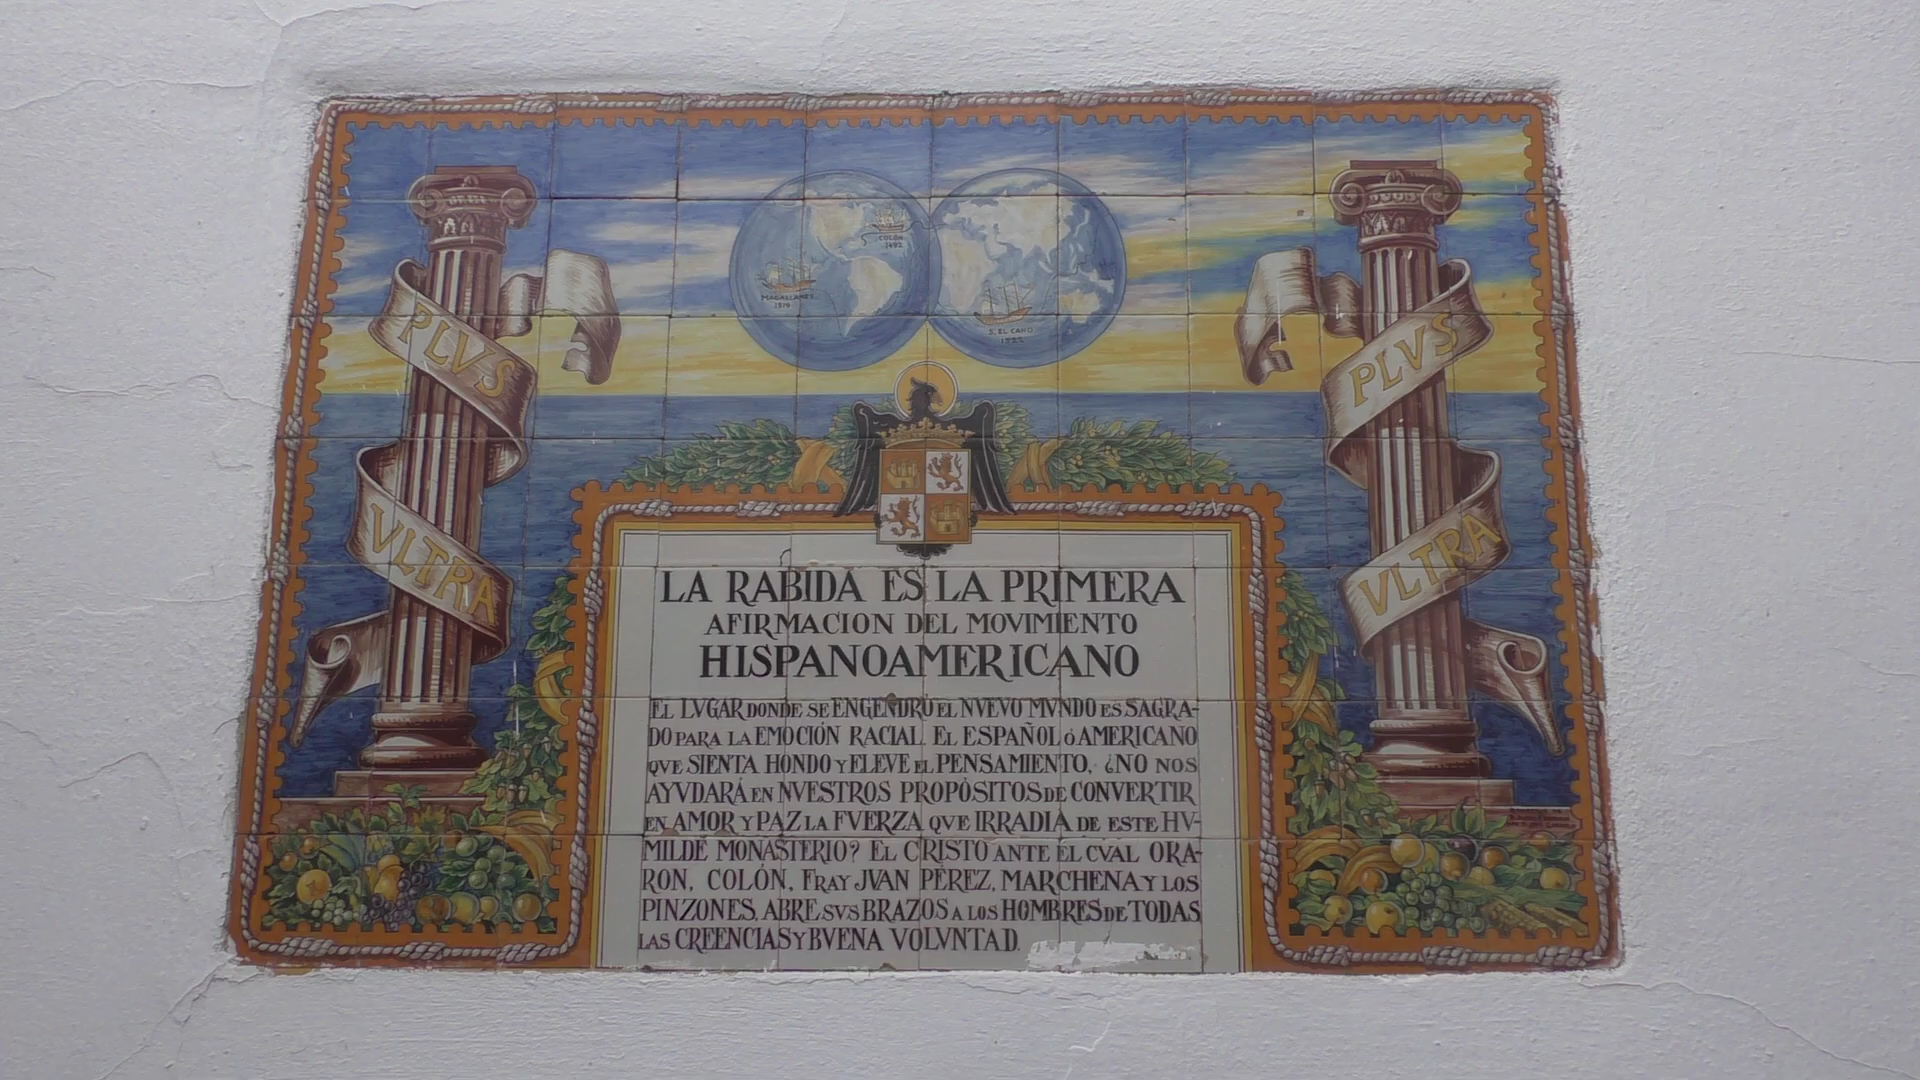 COLÓN
1492
MAGALLANES
1519
S. EL CANO
1522
PLVS
VLTRA
PLVS
VLTRA
LA RABIDA ES LA PRIMERA
AFIRMACION DEL MOVIMIENTO
HISPANOAMERICANO
EL LVGAR DONDE SE ENGENDRÓ EL NVEVO MVNDO ES SAGRA-
DO PARA LA EMOCIÓN RACIAL. EL ESPAÑOL Ó AMERICANO
QVE SIENTA HONDO Y ELEVE EL PENSAMIENTO, ¿NO NOS
AYVDARÁ EN NVESTROS PROPÓSITOS DE CONVERTIR
EN AMOR Y PAZ LA FVERZA QVE IRRADIA DE ESTE HV-
MILDE MONASTERIO? EL CRISTO ANTE EL CVAL ORA-
RON, COLÓN, FRAY JVAN PÉREZ, MARCHENA Y LOS
PINZONES, ABRE SVS BRAZOS A LOS HOMBRES DE TODAS
LAS CREENCIAS Y BVENA VOLVNTAD.